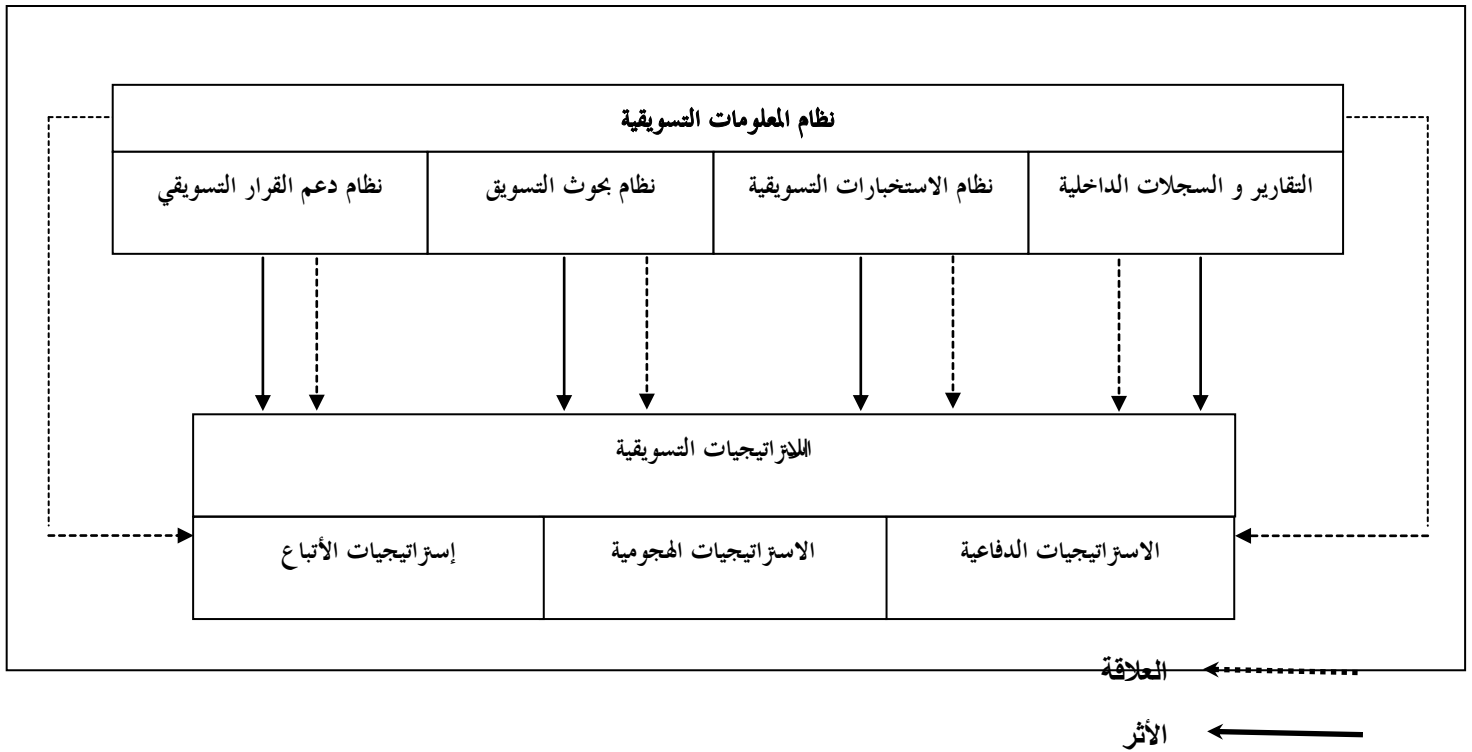 نظام المعلومات التسويقية
التقارير و السجلات الداخلية
نظام الاستخبارات التسويقية
نظام بحوث التسويق
نظام دعم القرار التسويقي
التسويقية
الاستراتيجيات الدفاعية
الاستراتيجيات الهجومية
إستراتيجيات الأتباع
العلاقة
الأثر